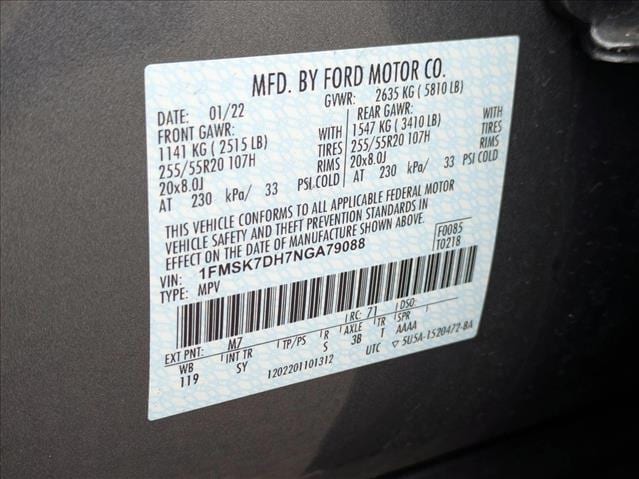 MFD. BY FORD MOTOR CO.
DATE: 01/22 GVWR: 2635 KG ( 5810 LB)
FRONT GAWR: REAR GAWR:
1141 KG ( 2515 LB) WITH 1547 KG ( 3410 LB) WITH
255/55R20 107H TIRES 255/55R20 107H TIRES
20x8.0J RIMS 20x8.0J RIMS
AT 230 kPa/ 33 PSI COLD AT 230 kPa/ 33 PSI COLD
THIS VEHICLE CONFORMS TO ALL APPLICABLE FEDERAL MOTOR
VEHICLE SAFETY AND THEFT PREVENTION STANDARDS IN
EFFECT ON THE DATE OF MANUFACTURE SHOWN ABOVE. F0085
VIN: 1FMSK7DH7NGA79088 T0218
TYPE: MPV
EXT PNT: M7 RC: 71 DSO:
WB INT TR TP/PS R AXLE TR SPR
119 SY S 3B T AAAA
1202201101312 UTC ▽ 5U5A-1520472-BA